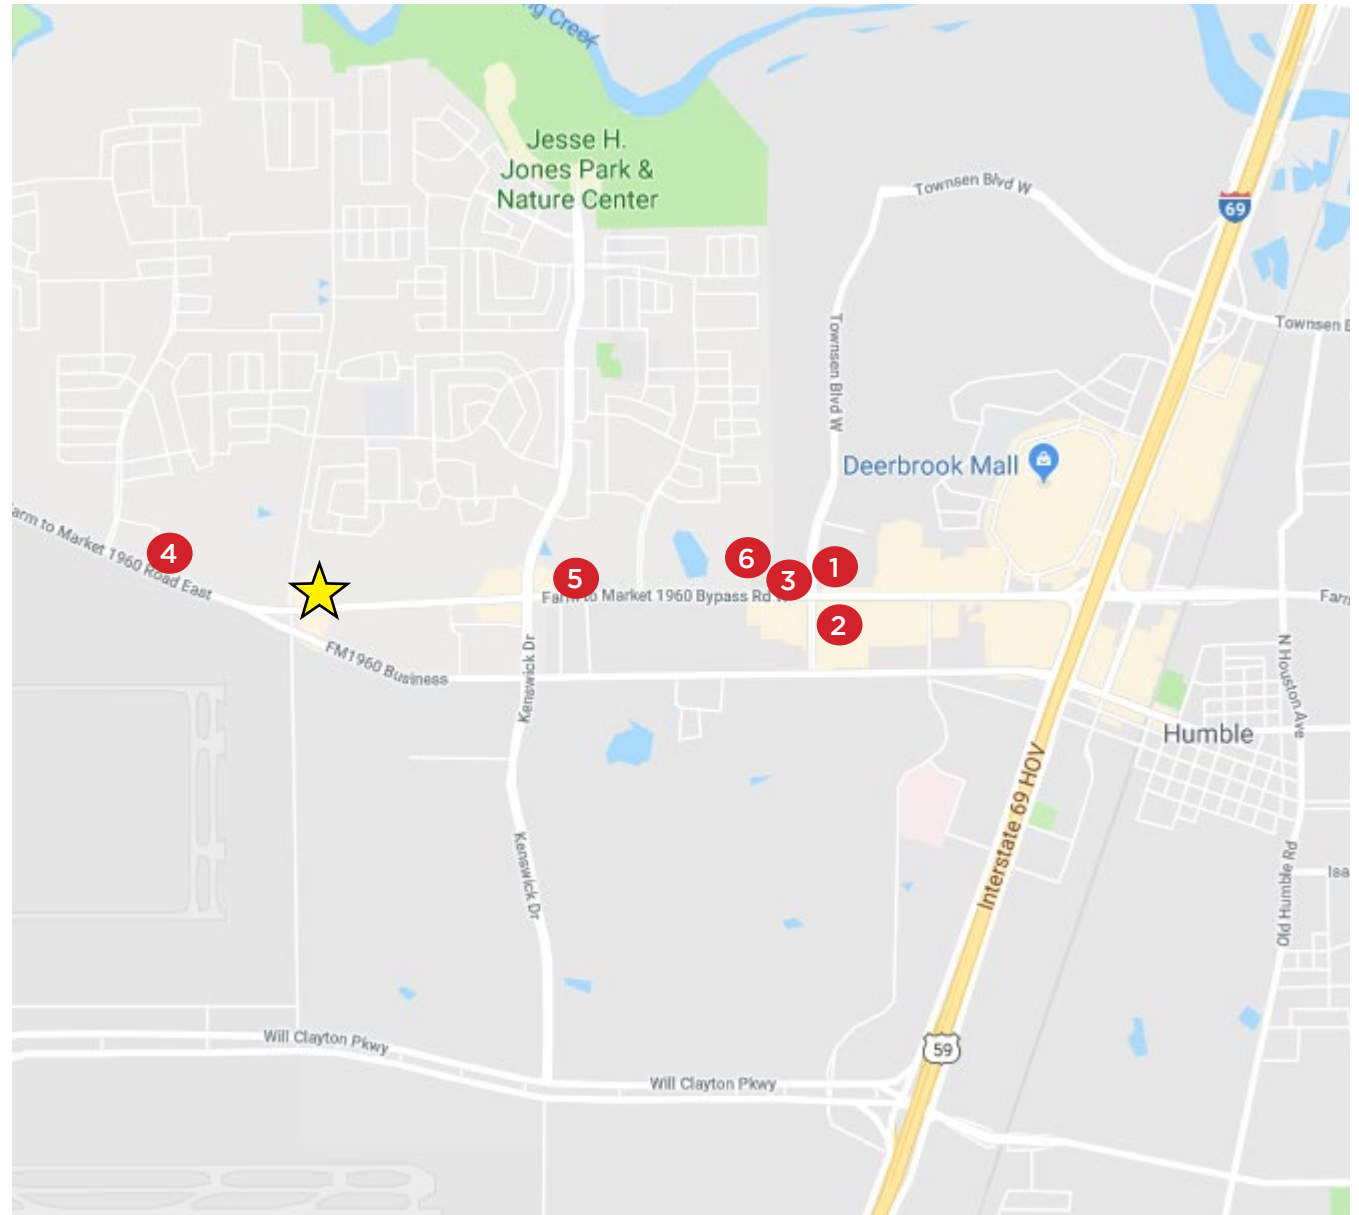 Creek
Jesse H.
Jones Park &
Nature Center
Townsen Blvd W
69
Townsen
Townsen Blvd W
Deerbrook Mall
Farm to Market 1960 Road East
4
6
3
1
5
Farm to Market 1960 Bypass Rd
2
FM1960 Business
Kenswick Dr
N Houston Ave
Humble
Interstate 69 HOV
Kenswick Dr
Old Humble Rd
Will Clayton Pkwy
59
Will Clayton Pkwy